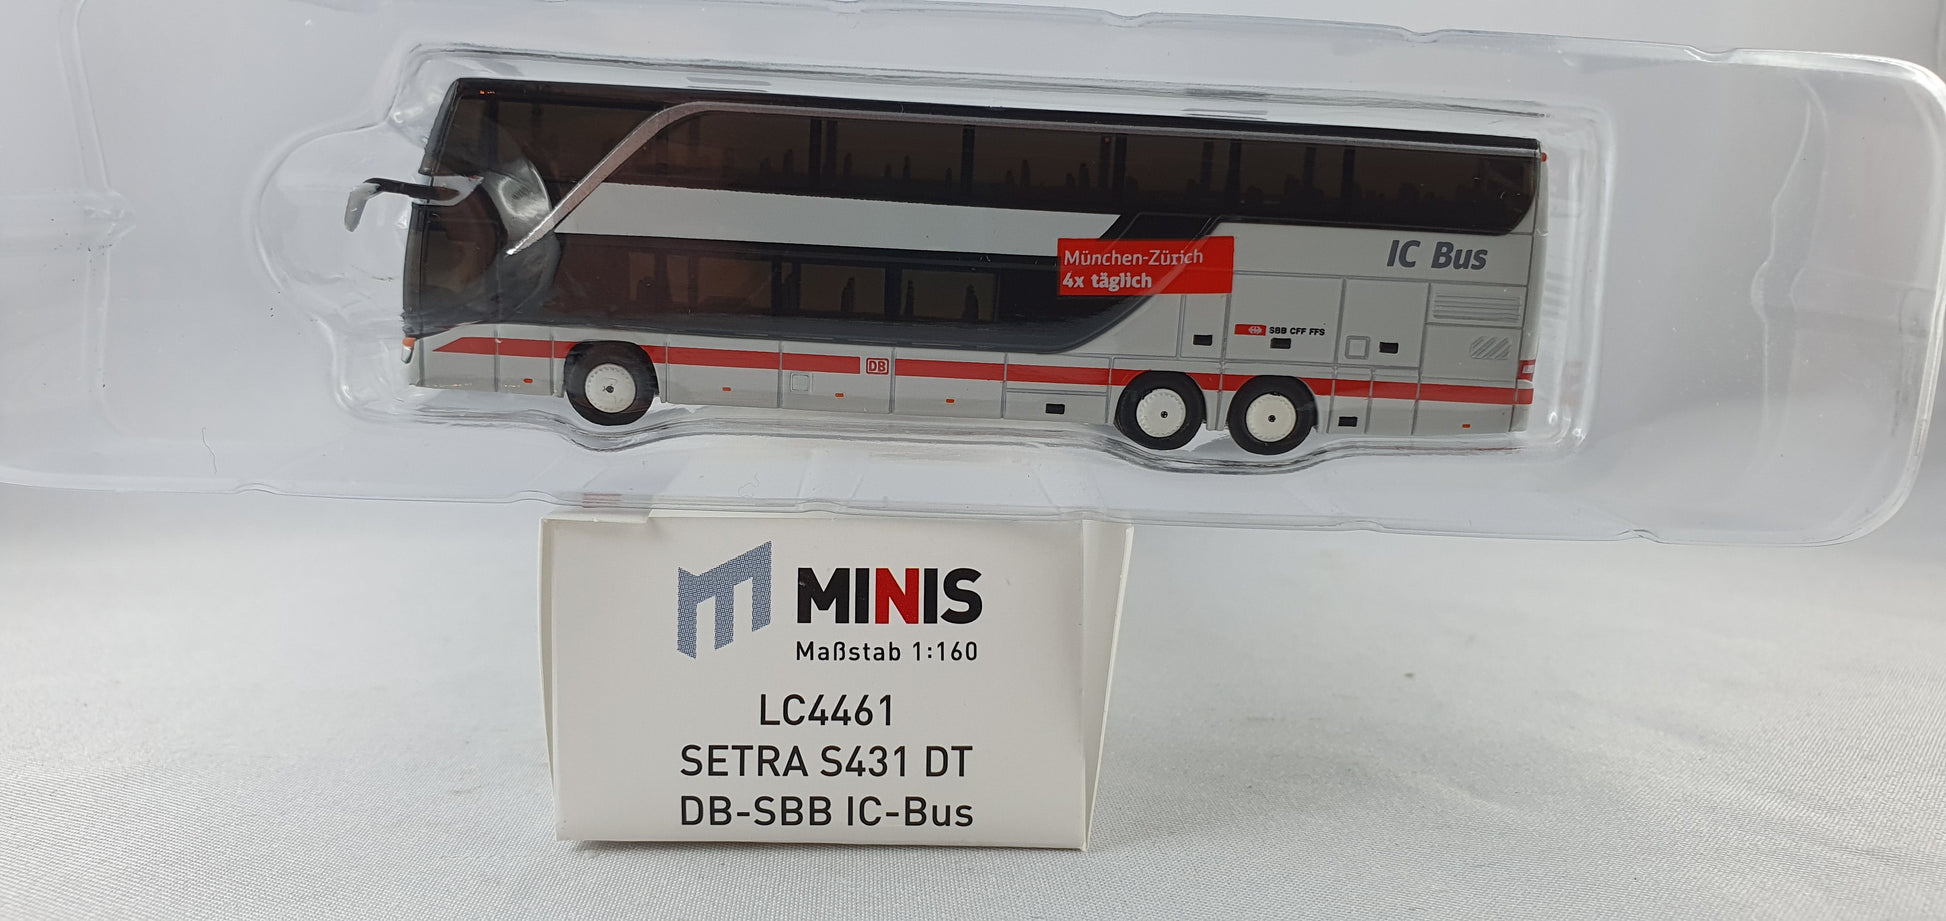 IC Bus
München-Zürich
4x täglich
SBB CFF FFS
DB
MINIS
Maßstab 1:160
LC4461
SETRA S431 DT
DB-SBB IC-Bus